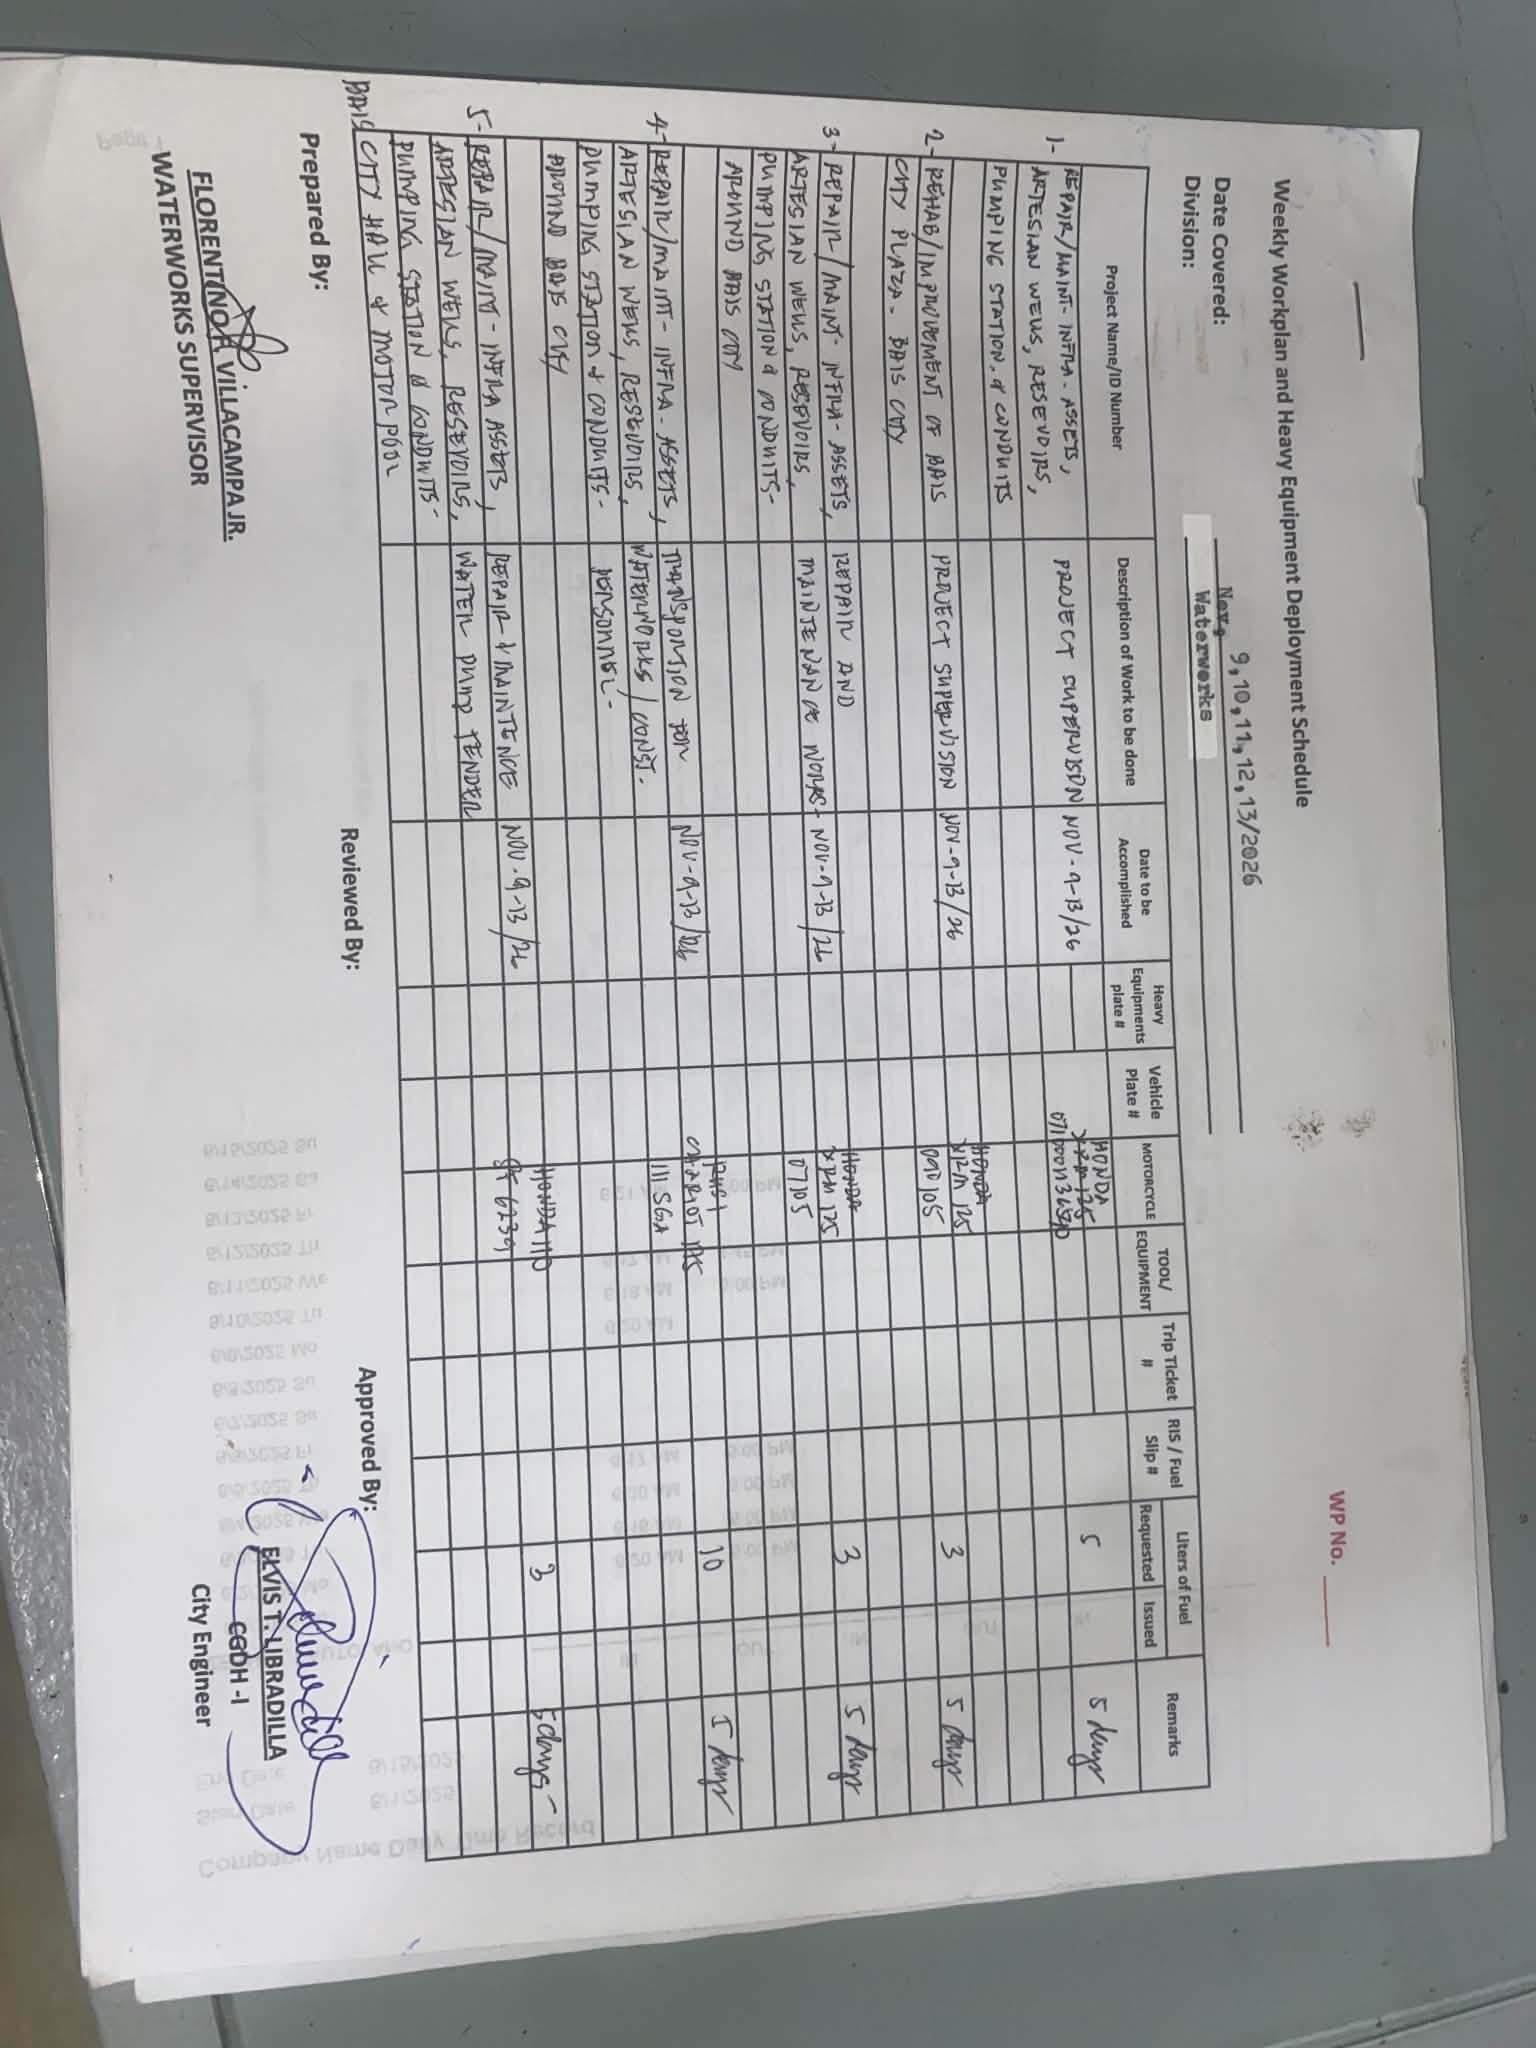 WP No. ______
Weekly Workplan and Heavy Equipment Deployment Schedule
Date Covered: Nov. 9,10,11,12,13/2026
Division: Waterworks
Project Name/ID Number | Description of Work to be done | Date to be Accomplished | Heavy Equipments plate # | Vehicle Plate # | MOTORCYCLE | TOOL/ EQUIPMENT | Trip Ticket # | RIS / Fuel Slip # | Liters of Fuel | Remarks
Requested | Issued
HONDA
1- REPAIR/MAINT- INFRA- ASSETS, PROJECT SUPERVISION NOV-9-13/26 XRM 125 5 5 days
ARTESIAN WELLS, RESEVOIRS,
PUMPING STATION. & CONDUITS
HONDA
2- REHAB/IMPROVEMENT OF BAIS PROJECT SUPERVISION NOV-9-13/26 XRM 125 3 5 days
090105
CITY PLAZA- BAIS CITY
3- REPAIR/MAINT- INFRA- ASSETS, REPAIR AND HONDA 3 5 days
ARTESIAN WELLS, RESEVOIRS, MAINTENANCE WORKS- NOV-9-13/26 XRM 125
07105
PUMPING STATION & CONDUITS-
AROUND BAIS CITY
RUSI 10 5 days
4- REPAIR/MAINT- INFRA- ASSETS, TRANSPORTION FOR NOV-9-13/26 CHARIOT 175
ARTESIAN WELLS, RESEVOIRS, WATERWORKS/CONST. 111 SGA
PUMPING STATION & CONDUITS- PERSONNEL-
AROUND BAIS CITY
HONDA 110 3 5 days-
5- REPAIR/MAINT- INFRA ASSETS, REPAIR & MAINTENCE NOV-9-13/26 6239
ARTESIAN WELLS, RESEVOIRS, WATER PUMP TENDER
PUMPING STATION & CONDUITS-
BAIS CITY HALL & MOTOR POOL
Prepared By: Reviewed By: Approved By:
FLORENTINO P. VILLACAMPA JR.
WATERWORKS SUPERVISOR
ELVIS T. LIBRADILLA
CGDH -I
City Engineer